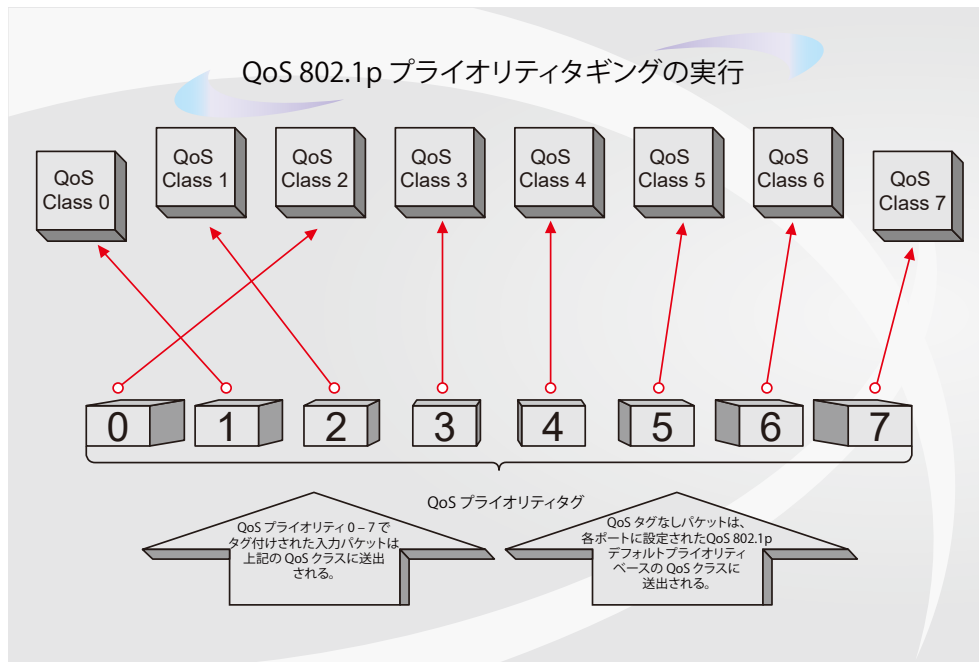 QoS 802.1p プライオリティタギングの実行
QoS
Class 0
QoS
Class 1
QoS
Class 2
QoS
Class 3
QoS
Class 4
QoS
Class 5
QoS
Class 6
QoS
Class 7
0
1
2
3
4
5
6
7
QoS プライオリティタグ
QoS プライオリティ 0 – 7 で
タグ付けされた入力パケットは
上記の QoS クラスに送出
される。
QoS タグなしパケットは、
各ポートに設定されたQoS 802.1p
デフォルトプライオリティ
ベースの QoS クラスに
送出される。